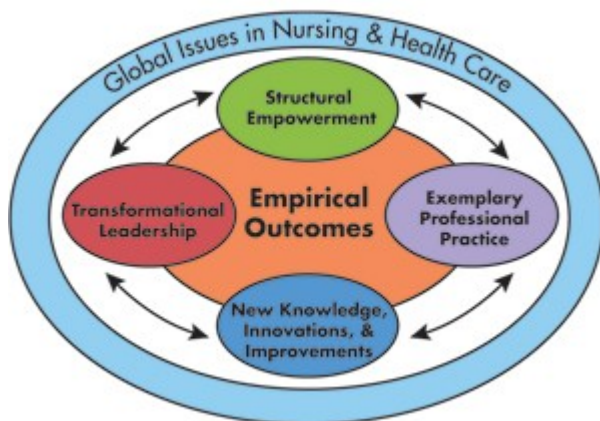 Global Issues in Nursing & Health Care
Structural
Empowerment
Transformational
Leadership
Empirical
Outcomes
Exemplary
Professional
Practice
New Knowledge,
Innovations, &
Improvements